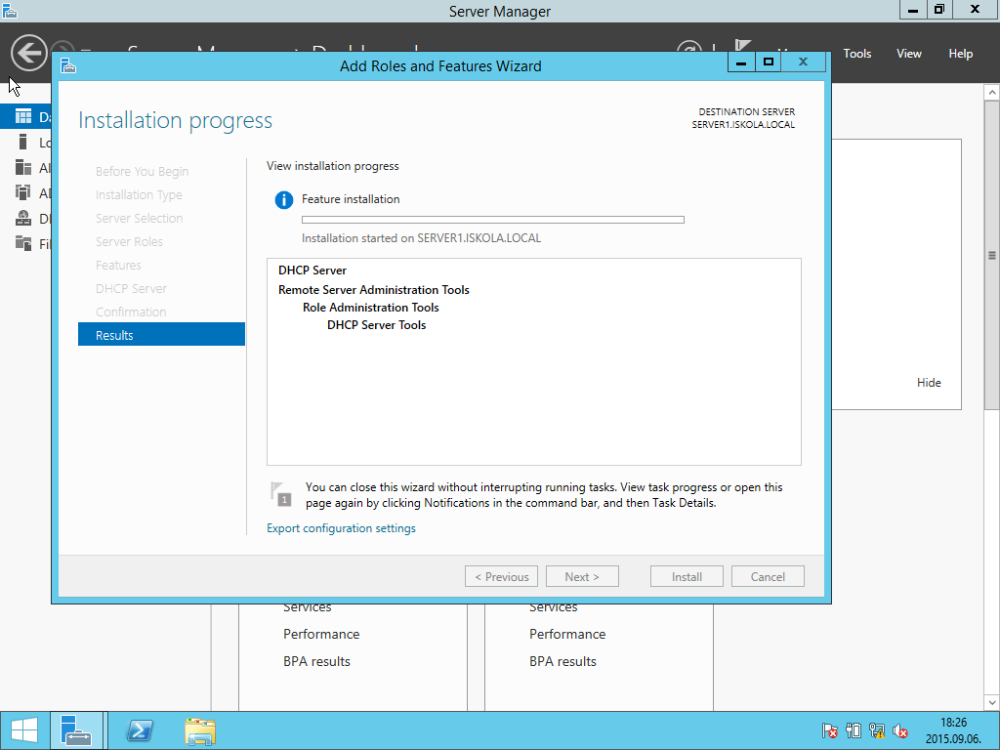 Server Manager
Tools
View
Help
Add Roles and Features Wizard
Installation progress
DESTINATION SERVER
SERVER1.ISKOLA.LOCAL
Before You Begin
Installation Type
Server Selection
Server Roles
Features
DHCP Server
Confirmation
Results
View installation progress
Feature installation
Installation started on SERVER1.ISKOLA.LOCAL
DHCP Server
Remote Server Administration Tools
Role Administration Tools
DHCP Server Tools
1
You can close this wizard without interrupting running tasks. View task progress or open this
page again by clicking Notifications in the command bar, and then Task Details.
Export configuration settings
< Previous
Next >
Install
Cancel
Hide
Services
Performance
BPA results
Services
Performance
BPA results
18:26
2015.09.06.